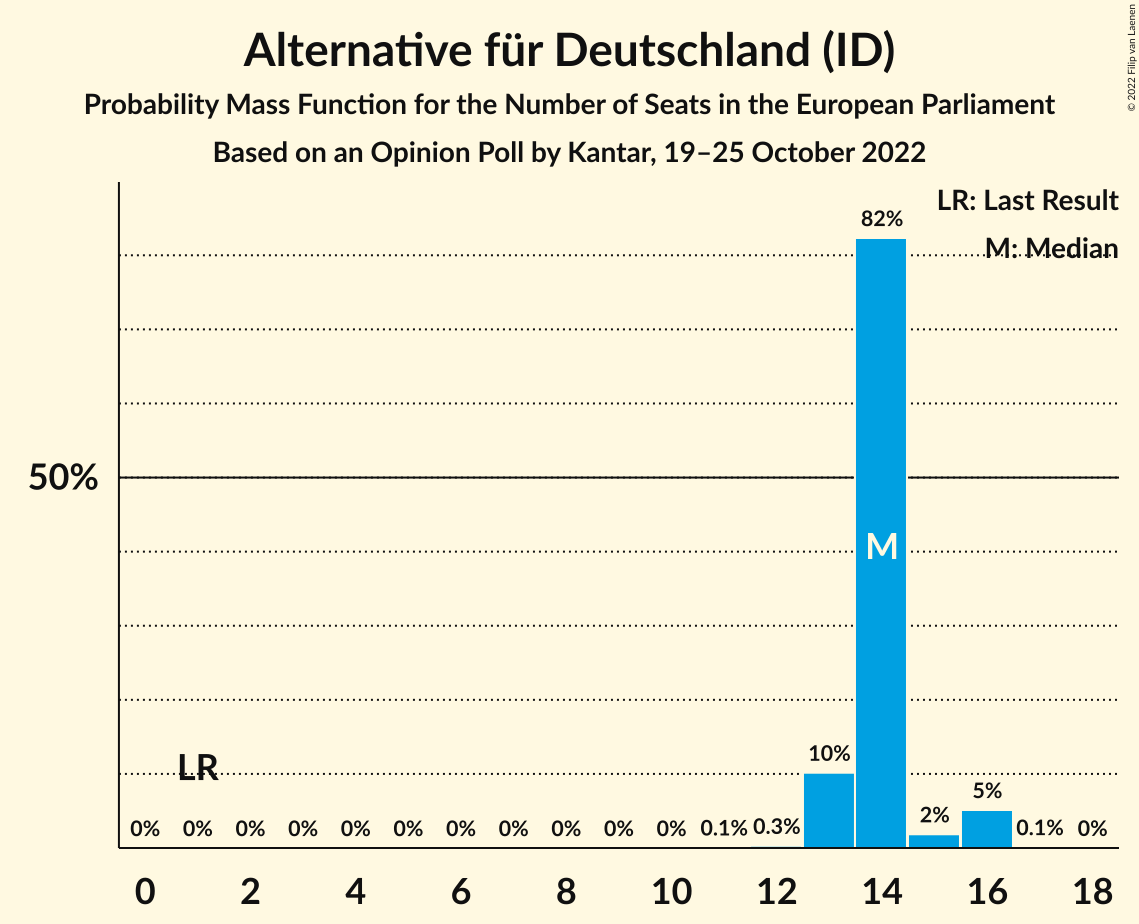 Alternative für Deutschland (ID)
Probability Mass Function for the Number of Seats in the European Parliament
Based on an Opinion Poll by Kantar, 19–25 October 2022
© 2022 Filip van Laenen
LR: Last Result
M: Median
82%
50%
M
LR
10%
5%
0% 0% 0% 0% 0% 0% 0% 0% 0% 0% 0% 0.1% 0.3% 2% 0.1% 0%
0 2 4 6 8 10 12 14 16 18